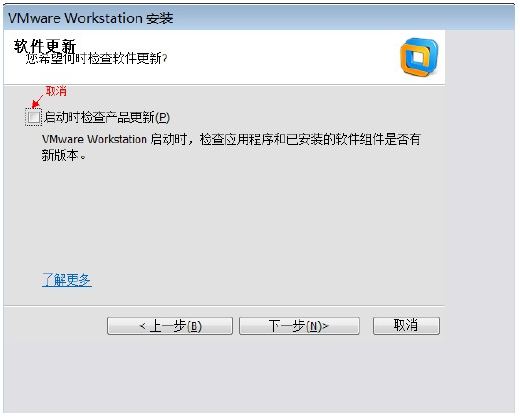 VMware Workstation 安装
软件更新
您希望何时检查软件更新?
取消
启动时检查产品更新(P)
VMware Workstation 启动时，检查应用程序和已安装的软件组件是否有
新版本。
了解更多
< 上一步(B)
下一步(N)>
取消